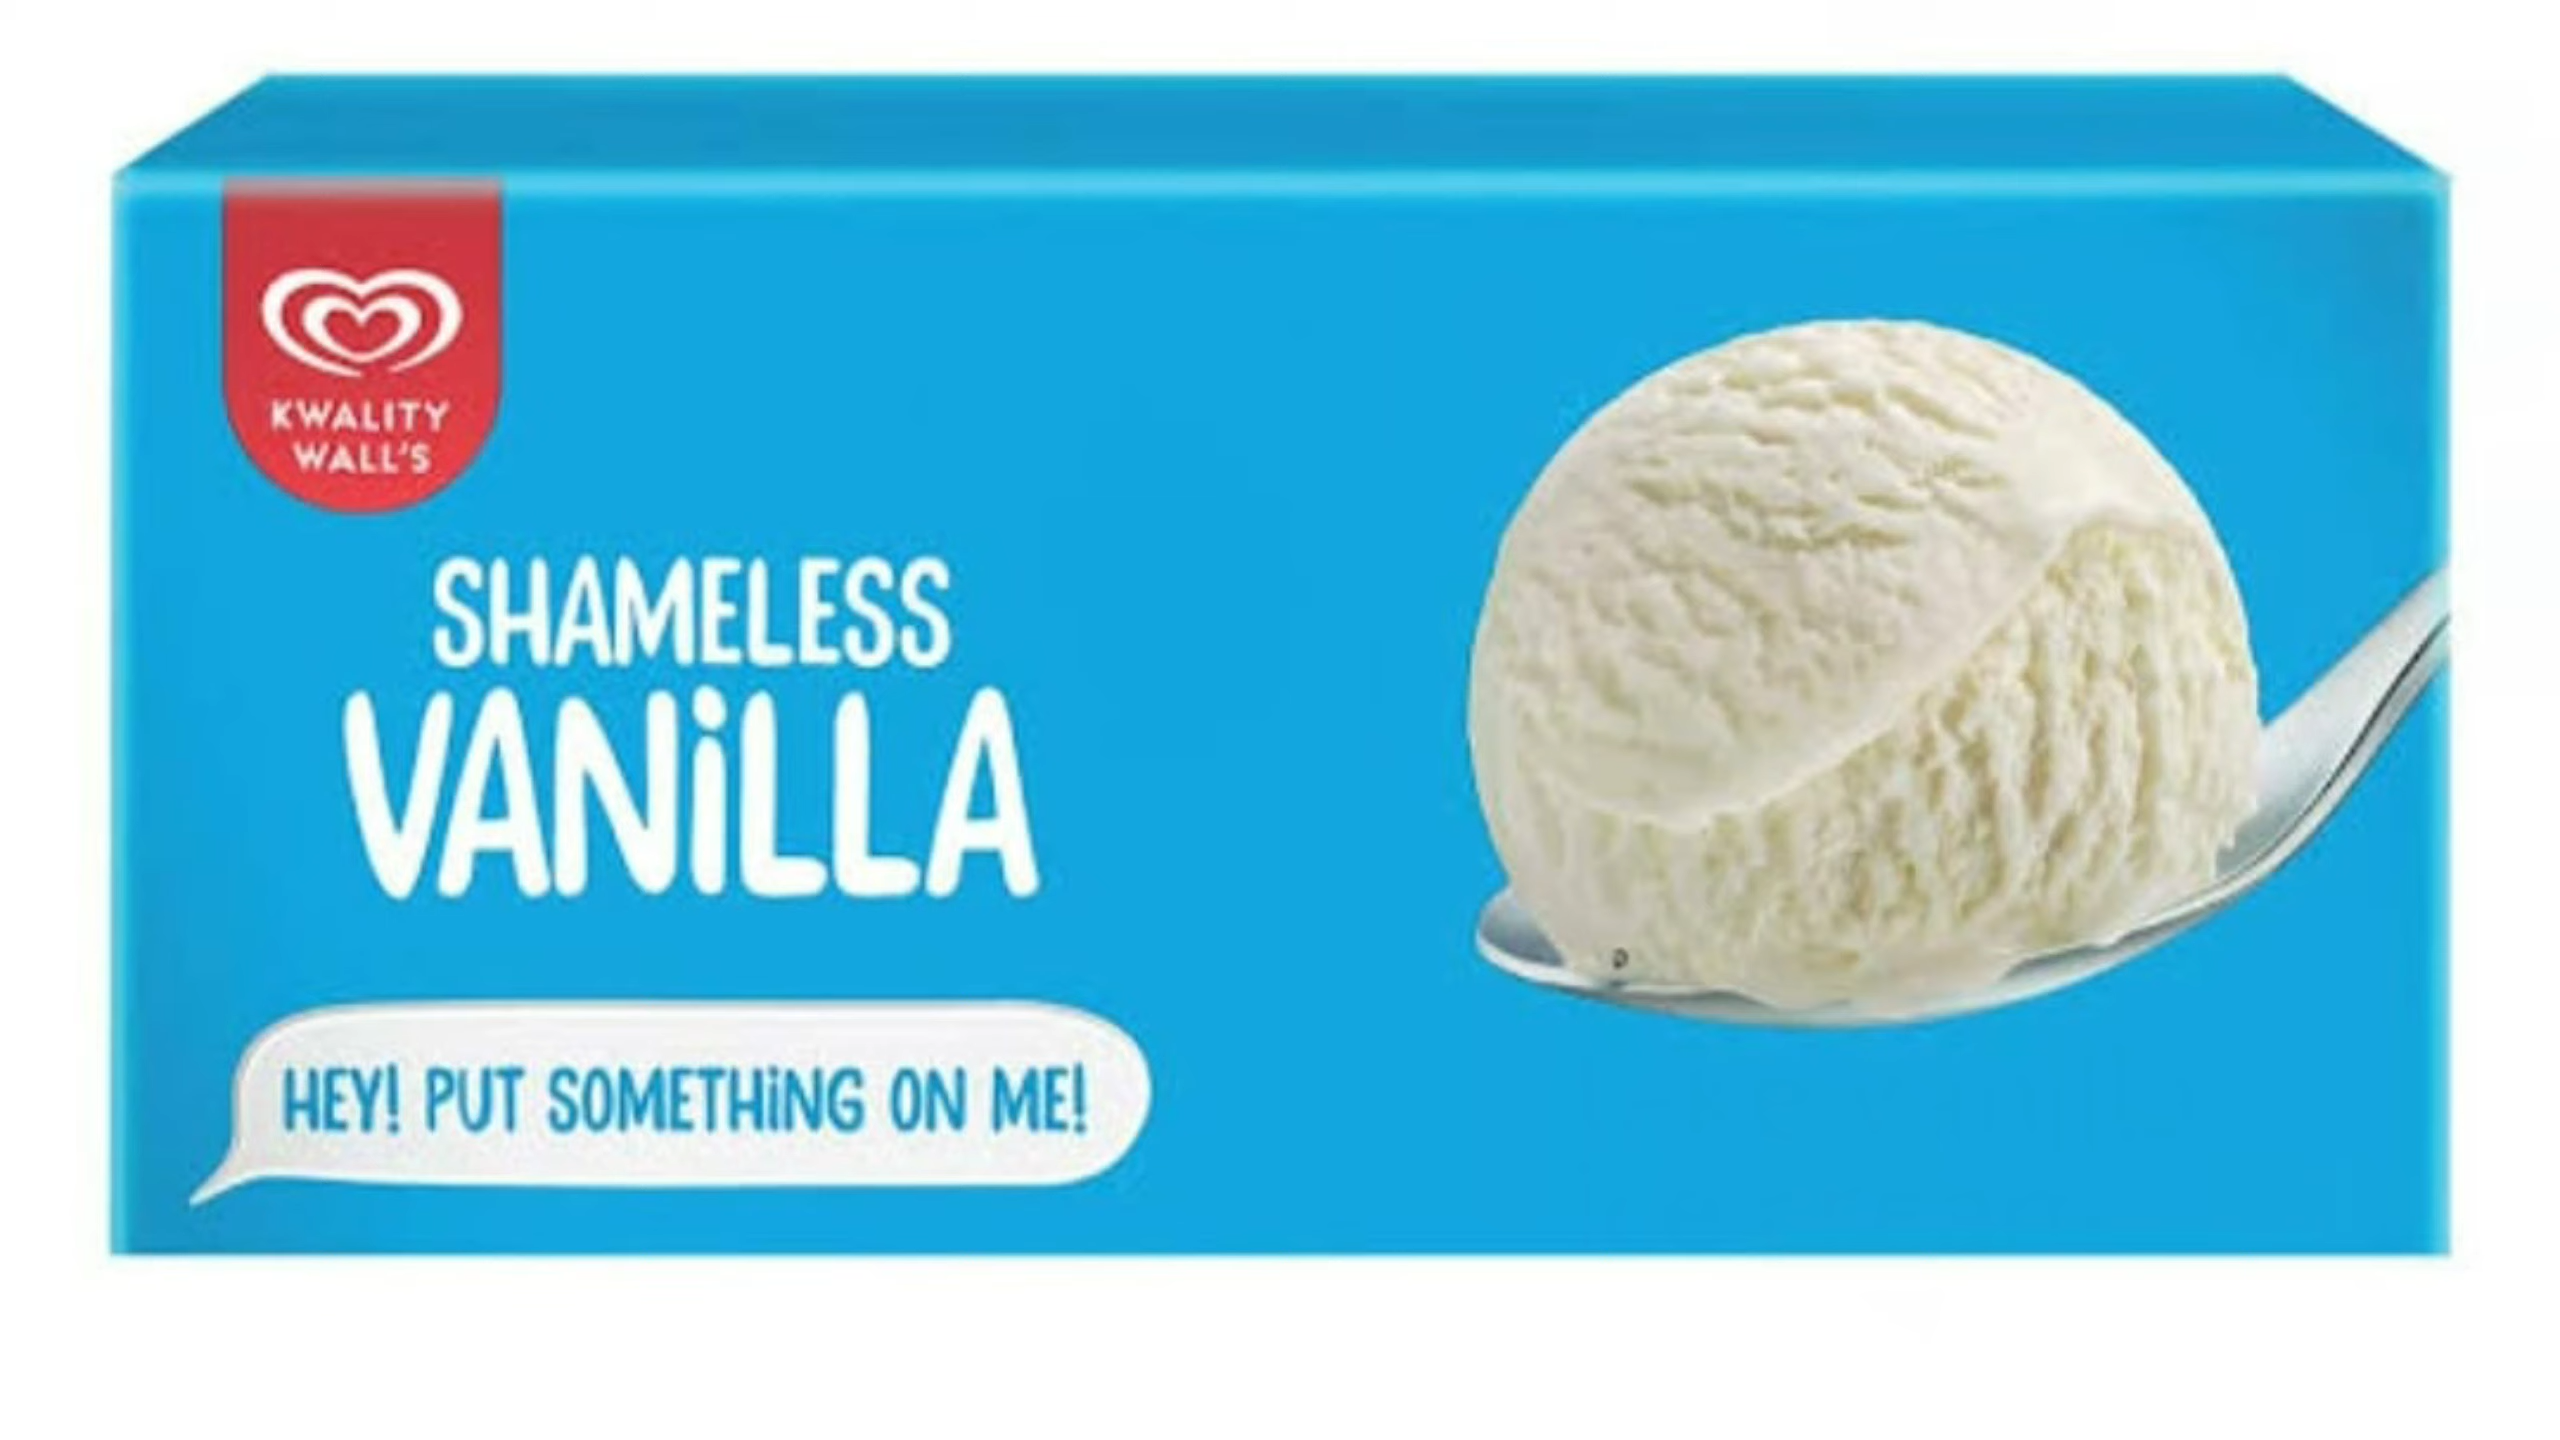 KWALITY
WALL'S
SHAMELESS
VANiLLA
HEY! PUT SOMETHiNG ON ME!